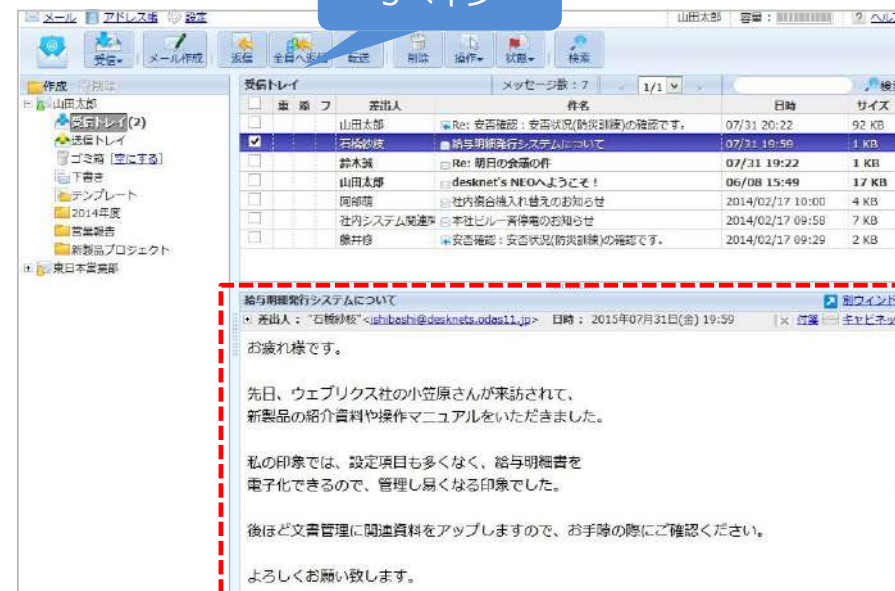 メール アドレス帳 設定 山田太郎 容量： ヘル
受信 メール作成 返信 全員へ返信 転送 削除 操作 状態 検索
作成 削除
山田太郎
受信トレイ(2)
送信トレイ
ゴミ箱 [空にする]
下書き
テンプレート
2014年度
営業報告
新製品プロジェクト
東日本営業部
受信トレイ メッセージ数：7 1/1 検
重 添 フ 差出人 件名 日時 サイズ
山田太郎 Re: 安否確認：安否状況(防災訓練)の確認です。 07/31 20:22 92 KB
石橋紗枝 給与明細発行システムについて 07/31 19:59 1 KB
鈴木誠 Re: 明日の会議の件 07/31 19:22 1 KB
山田太郎 desknet's NEOへようこそ！ 06/08 15:49 17 KB
阿部萌 社内複合機入れ替えのお知らせ 2014/02/17 10:00 4 KB
社内システム関連 本社ビル一斉停電のお知らせ 2014/02/17 09:58 7 KB
藤井修 安否確認：安否状況(防災訓練)の確認です。 2014/02/17 09:29 2 KB
給与明細発行システムについて 別ウィンド
差出人： "石橋紗枝"<ishibashi@desknets.odas11.jp> 日時： 2015年07月31日(金) 19:59 付箋 キャビネッ
お疲れ様です。
先日、ウェブリクス社の小笠原さんが来訪されて、
新製品の紹介資料や操作マニュアルをいただきました。
私の印象では、設定項目も多くなく、給与明細書を
電子化できるので、管理し易くなる印象でした。
後ほど文書管理に関連資料をアップしますので、お手隙の際にご確認ください。
よろしくお願い致します。